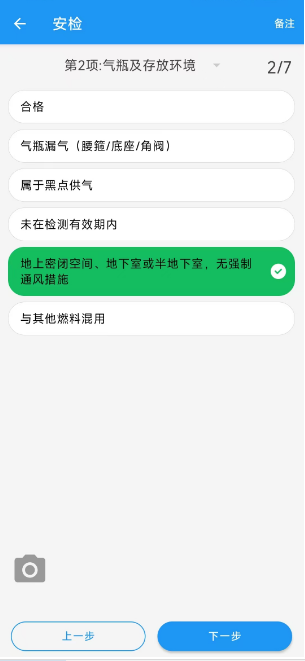 安检
备注
第2项:气瓶及存放环境
2/7
合格
气瓶漏气（腰箍/底座/角阀）
属于黑点供气
未在检测有效期内
地上密闭空间、地下室或半地下室，无强制
通风措施
与其他燃料混用
上一步
下一步